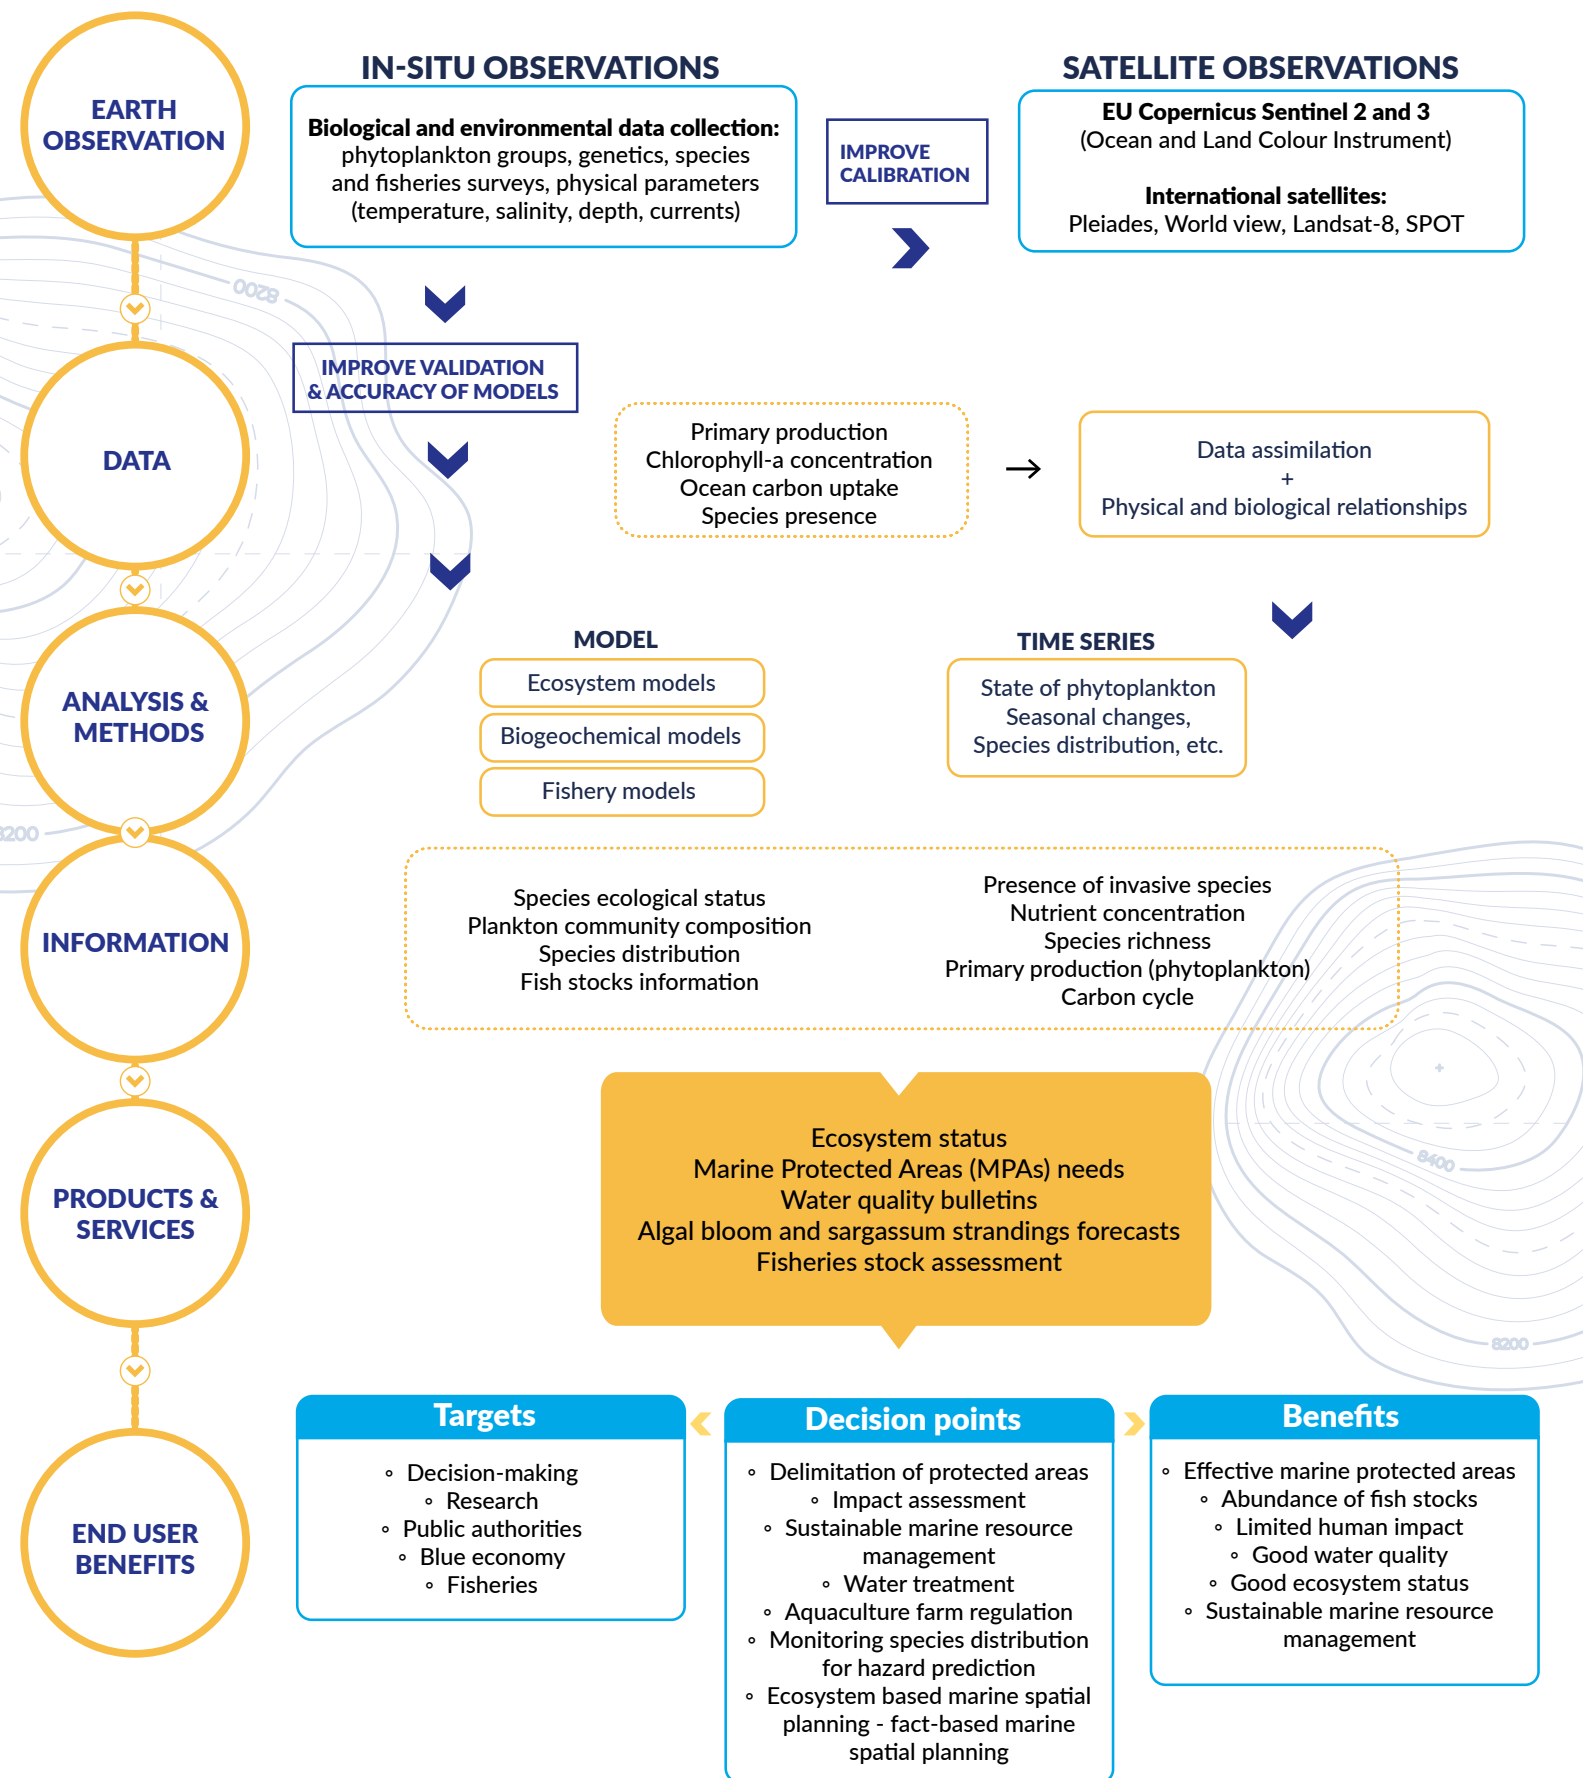 EARTH
OBSERVATION
IN-SITU OBSERVATIONS
Biological and environmental data collection:
phytoplankton groups, genetics, species
and fisheries surveys, physical parameters
(temperature, salinity, depth, currents)
IMPROVE
CALIBRATION
SATELLITE OBSERVATIONS
EU Copernicus Sentinel 2 and 3
(Ocean and Land Colour Instrument)
International satellites:
Pleiades, World view, Landsat-8, SPOT
8200
IMPROVE VALIDATION
& ACCURACY OF MODELS
DATA
Primary production
Chlorophyll-a concentration
Ocean carbon uptake
Species presence
Data assimilation
+
Physical and biological relationships
ANALYSIS &
METHODS
MODEL
Ecosystem models
Biogeochemical models
Fishery models
TIME SERIES
State of phytoplankton
Seasonal changes,
Species distribution, etc.
8200
INFORMATION
Species ecological status
Plankton community composition
Species distribution
Fish stocks information
Presence of invasive species
Nutrient concentration
Species richness
Primary production (phytoplankton)
Carbon cycle
PRODUCTS &
SERVICES
Ecosystem status
Marine Protected Areas (MPAs) needs
Water quality bulletins
Algal bloom and sargassum strandings forecasts
Fisheries stock assessment
8400
8200
END USER
BENEFITS
Targets
◦ Decision-making
◦ Research
◦ Public authorities
◦ Blue economy
◦ Fisheries
Decision points
◦ Delimitation of protected areas
◦ Impact assessment
◦ Sustainable marine resource
management
◦ Water treatment
◦ Aquaculture farm regulation
◦ Monitoring species distribution
for hazard prediction
◦ Ecosystem based marine spatial
planning - fact-based marine
spatial planning
Benefits
◦ Effective marine protected areas
◦ Abundance of fish stocks
◦ Limited human impact
◦ Good water quality
◦ Good ecosystem status
◦ Sustainable marine resource
management